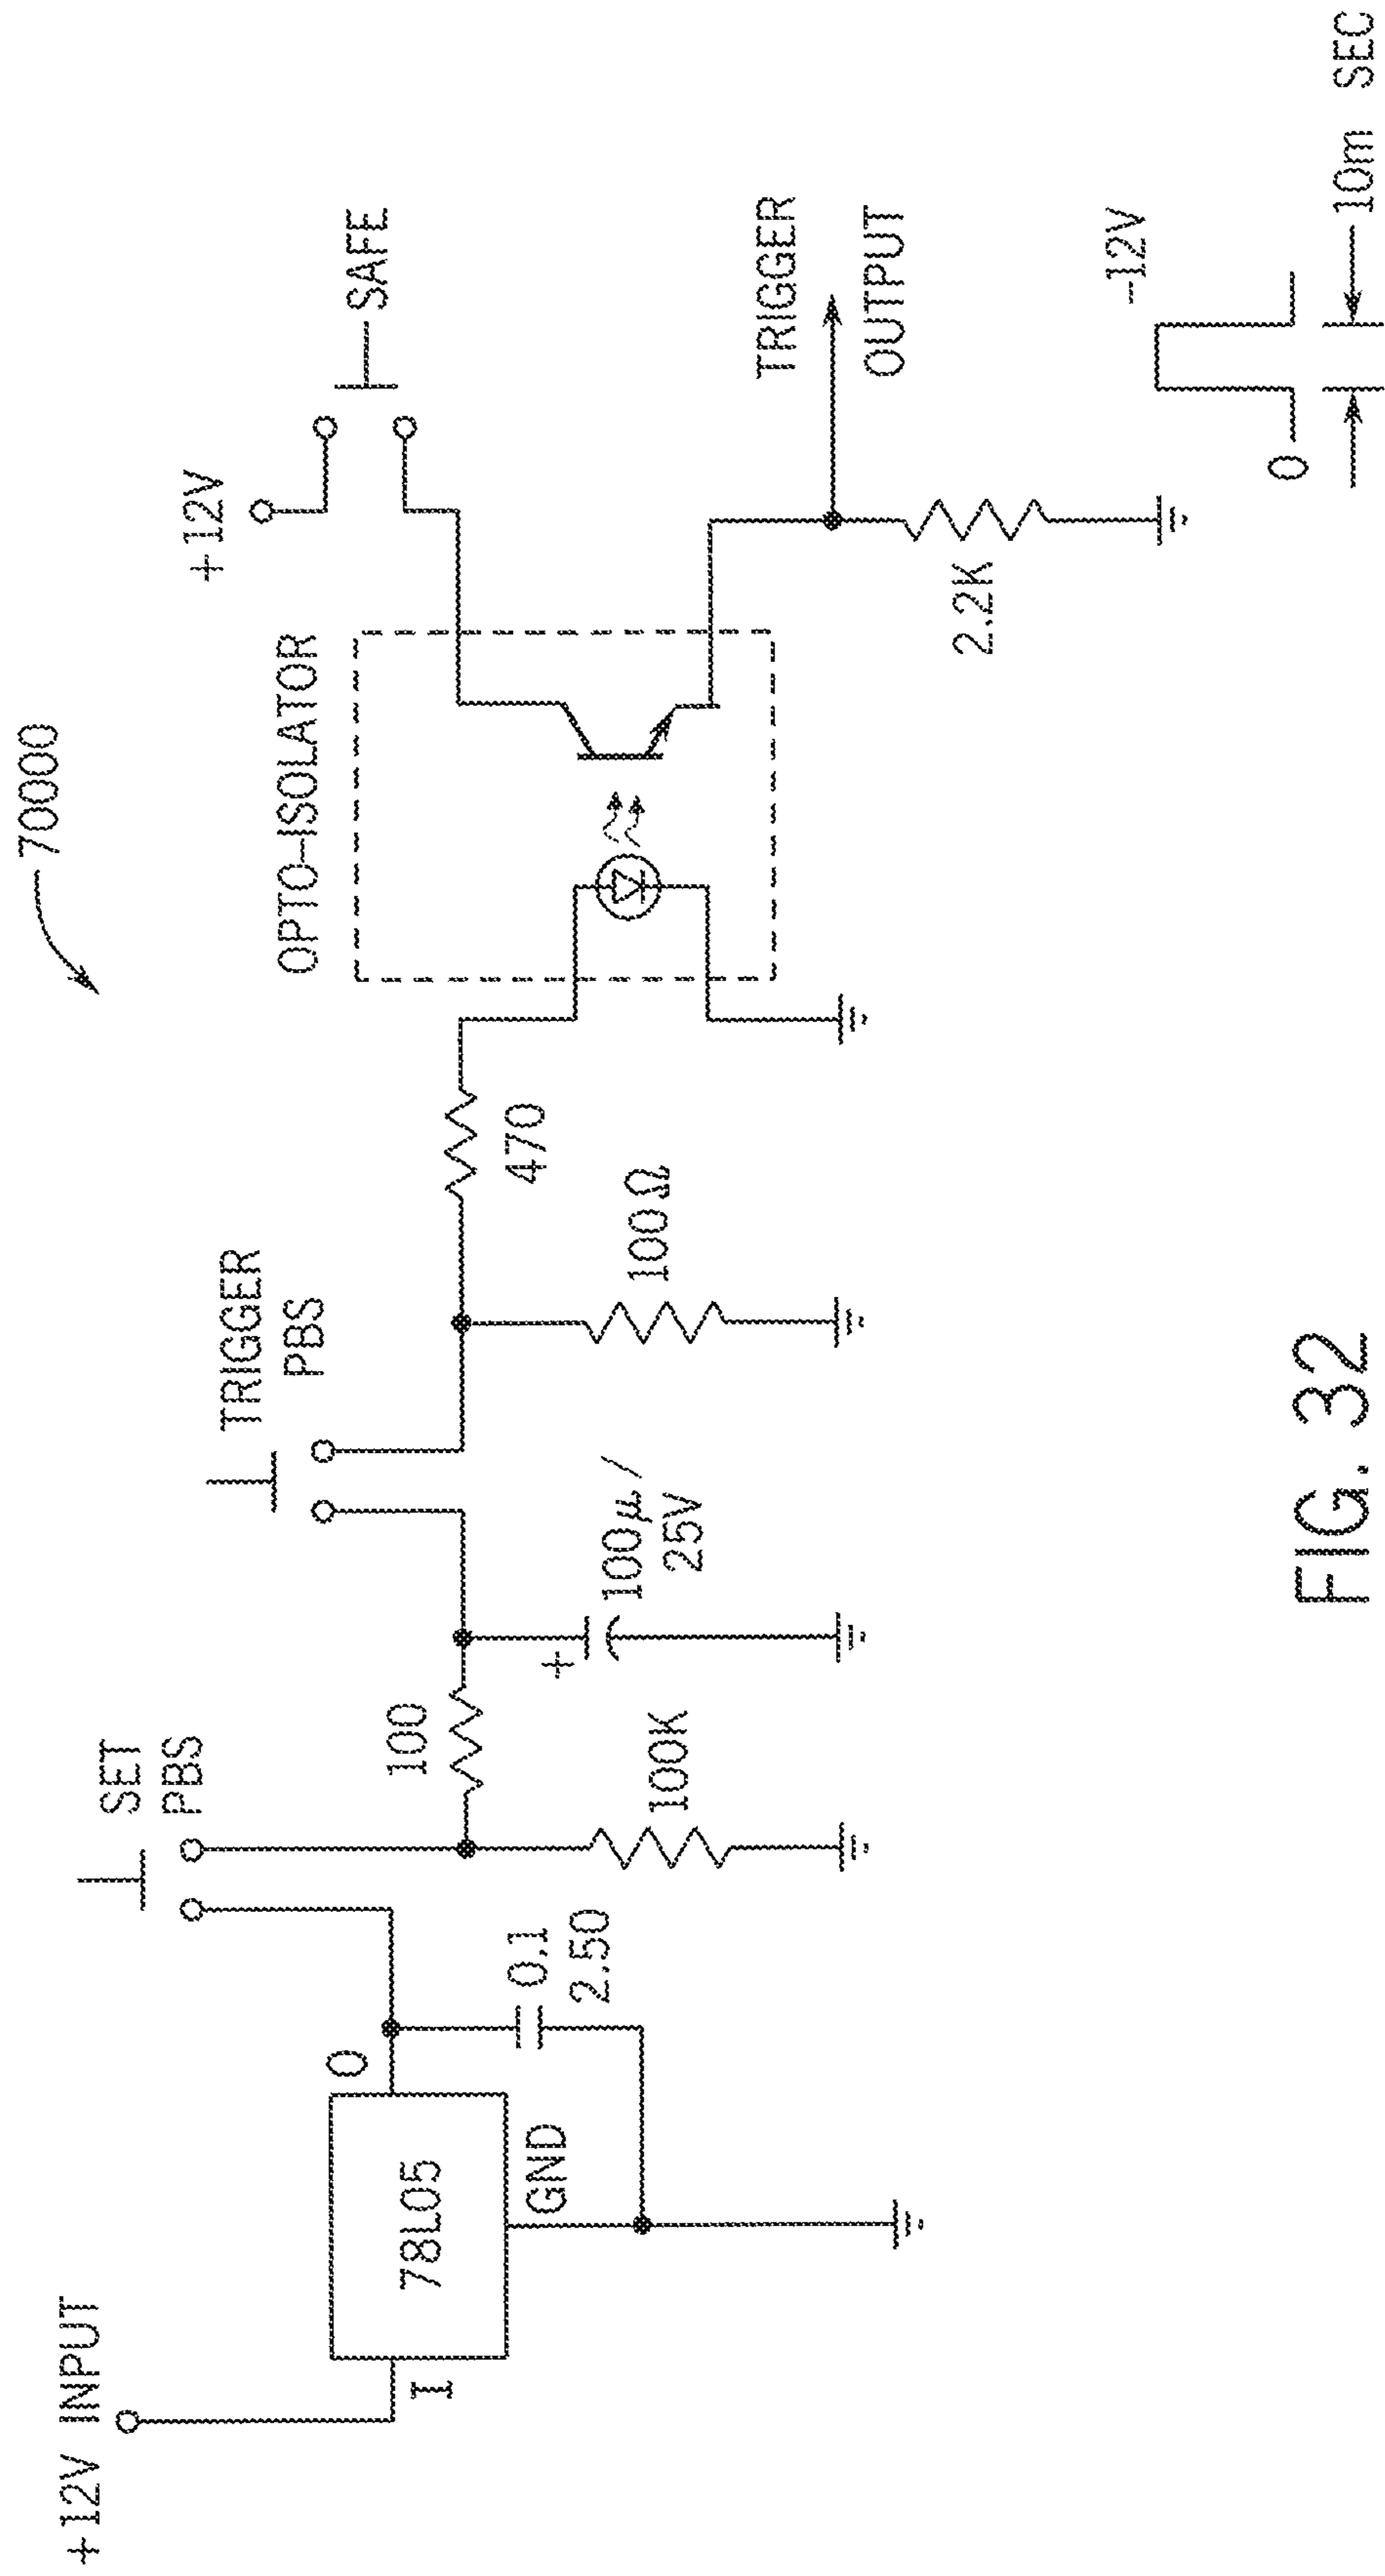 70000
+12V INPUT
I
78L05
O
GND
0.1
2.50
SET
PBS
100
100K
+
100µ/
25V
TRIGGER
PBS
100Ω
470
OPTO-ISOLATOR
+12V
SAFE
TRIGGER
OUTPUT
2.2K
-12V
0
10m SEC
FIG. 32